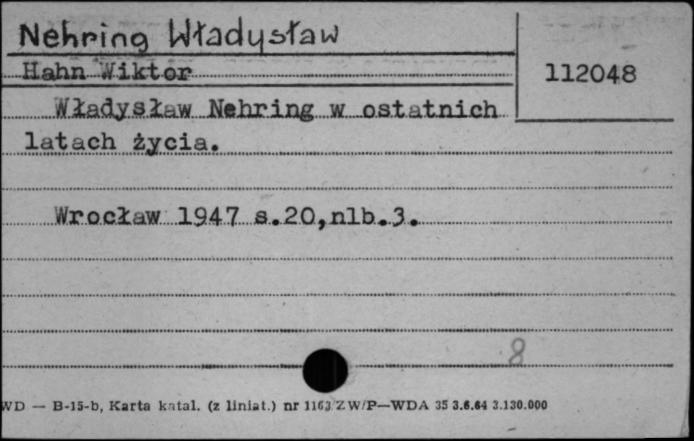 Nehring Władysław
Hahn Wiktor
112048
Władysław Nehring w ostatnich
latach życia.
Wrocław 1947 s.20,nlb.3.
8
WD — B-15-b, Karta katal. (z liniat.) nr 1163 ZW/P—WDA 35 3.6.64 3.130.000